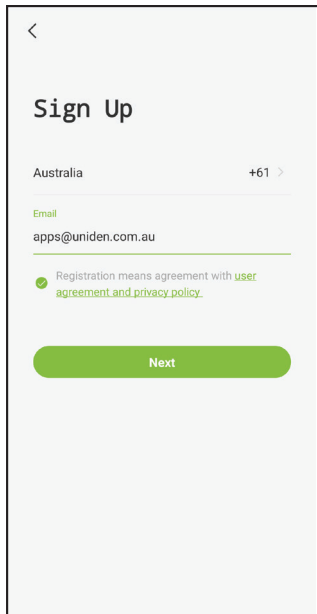 Sign Up
Australia +61
Email
apps@uniden.com.au
Registration means agreement with user
agreement and privacy policy
Next